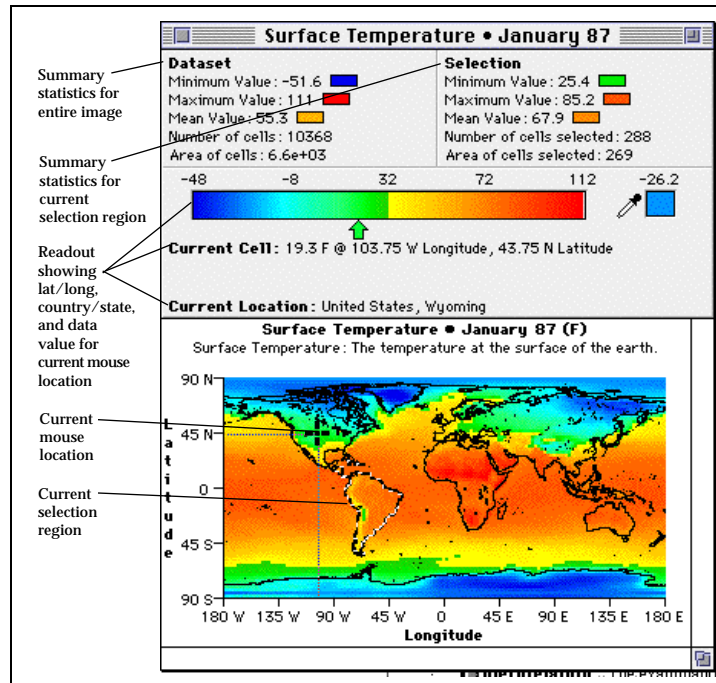 Surface Temperature • January 87
Summary
statistics for
entire image
Summary
statistics for
current
selection region
Readout
showing
lat/long,
country/state,
and data
value for
current mouse
location
Current
mouse
location
Current
selection
region
Dataset
Minimum Value: -51.6
Maximum Value: 111
Mean Value: 55.3
Number of cells: 10368
Area of cells: 6.6e+03
Selection
Minimum Value: 25.4
Maximum Value: 85.2
Mean Value: 67.9
Number of cells selected: 288
Area of cells selected: 269
-48 -8 32 72 112 -26.2
Current Cell: 19.3 F @ 103.75 W Longitude, 43.75 N Latitude
Current Location: United States, Wyoming
Surface Temperature • January 87 (F)
Surface Temperature: The temperature at the surface of the earth.
Latitude
90 N
45 N
0
45 S
90 S
180 W 135 W 90 W 45 W 0 45 E 90 E 135 E 180 E
Longitude